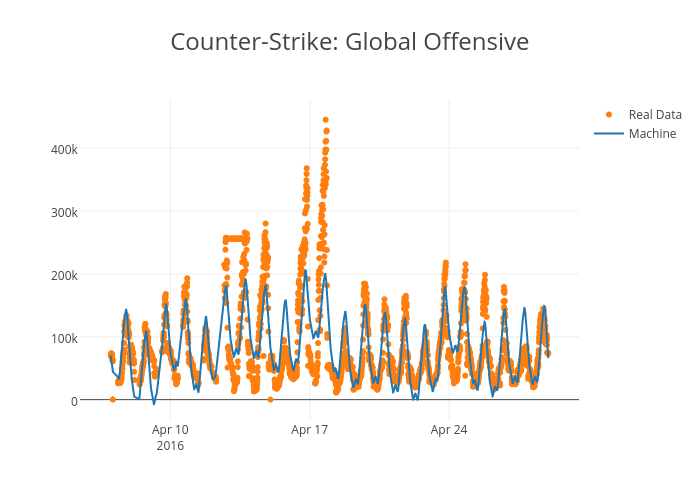 Counter-Strike: Global Offensive
Real Data
Machine
400k
300k
200k
100k
0
Apr 10
2016
Apr 17
Apr 24